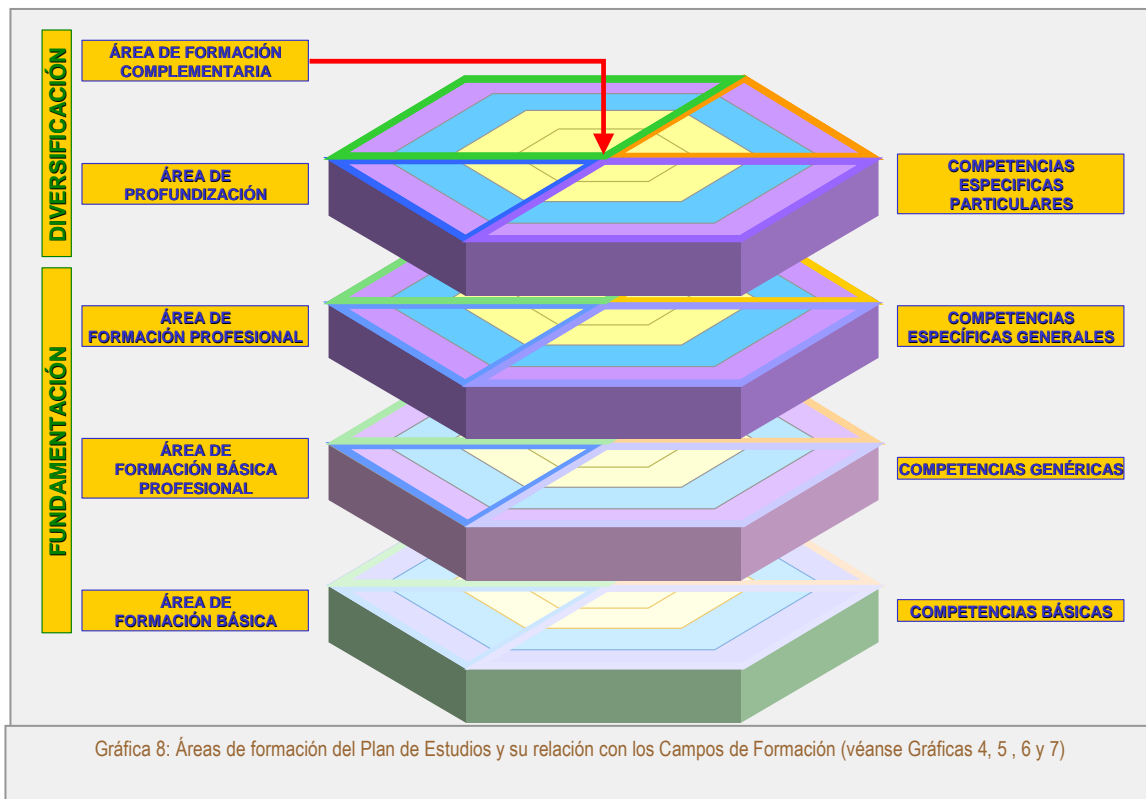 DIVERSIFICACIÓN
ÁREA DE FORMACIÓN
COMPLEMENTARIA
ÁREA DE
PROFUNDIZACIÓN
COMPETENCIAS
ESPECIFICAS
PARTICULARES
FUNDAMENTACIÓN
ÁREA DE
FORMACIÓN PROFESIONAL
COMPETENCIAS
ESPECÍFICAS GENERALES
ÁREA DE
FORMACIÓN BÁSICA
PROFESIONAL
COMPETENCIAS GENÉRICAS
ÁREA DE
FORMACIÓN BÁSICA
COMPETENCIAS BÁSICAS
Gráfica 8: Áreas de formación del Plan de Estudios y su relación con los Campos de Formación (véanse Gráficas 4, 5 , 6 y 7)